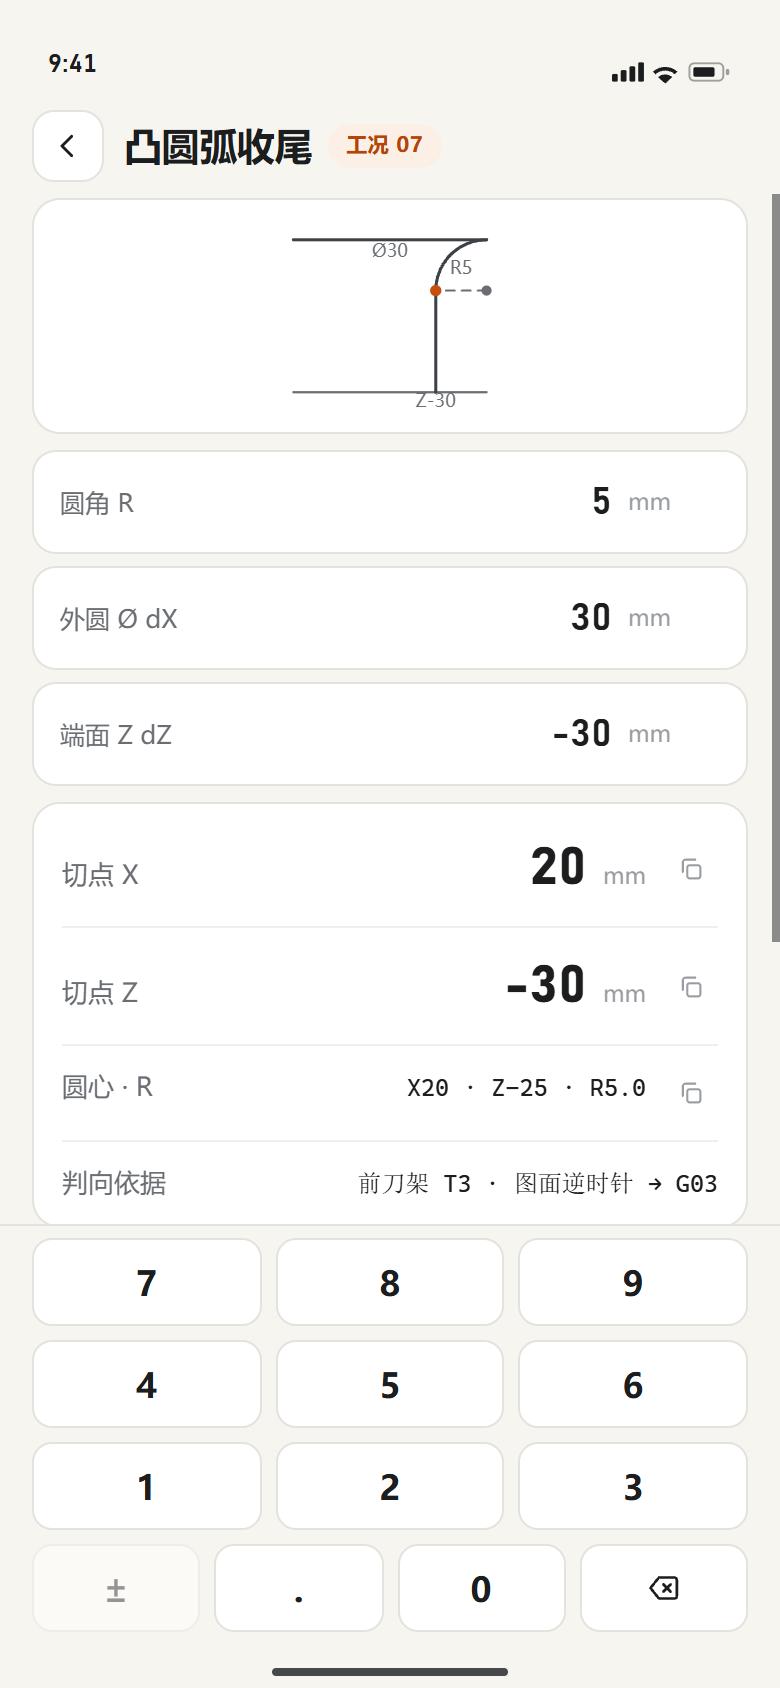 9:41
凸圆弧收尾 工况 07
Ø30
R5
Z-30
圆角 R 5 mm
外圆 Ø dX 30 mm
端面 Z dZ -30 mm
切点 X 20 mm
切点 Z -30 mm
圆心 · R X20 · Z−25 · R5.0
判向依据 前刀架 T3 · 图面逆时针 → G03
7 8 9
4 5 6
1 2 3
± . 0